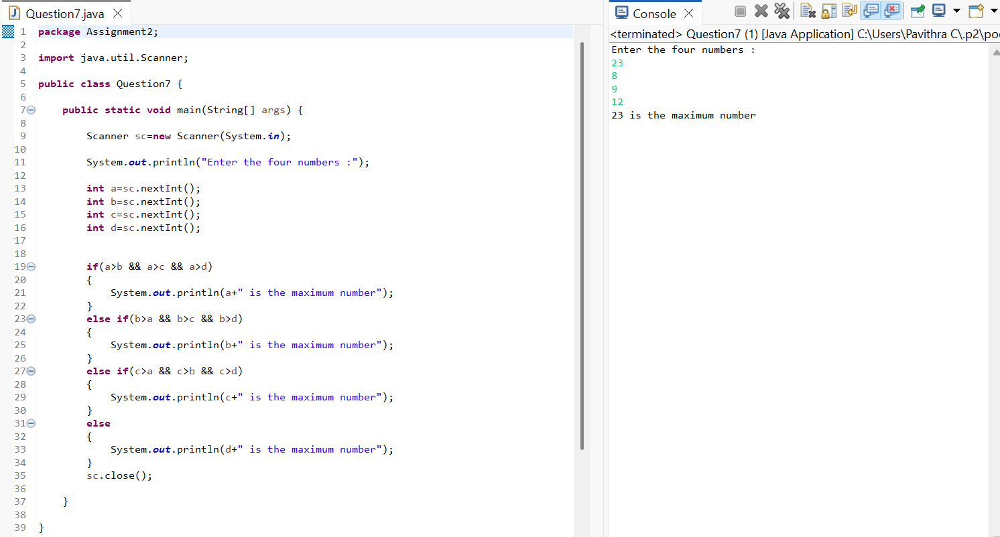 Question7.java
1 package Assignment2;
2
3 import java.util.Scanner;
4
5 public class Question7 {
6
7     public static void main(String[] args) {
8
9         Scanner sc=new Scanner(System.in);
10
11         System.out.println("Enter the four numbers :");
12
13         int a=sc.nextInt();
14         int b=sc.nextInt();
15         int c=sc.nextInt();
16         int d=sc.nextInt();
17
18
19         if(a>b && a>c && a>d)
20         {
21             System.out.println(a+" is the maximum number");
22         }
23         else if(b>a && b>c && b>d)
24         {
25             System.out.println(b+" is the maximum number");
26         }
27         else if(c>a && c>b && c>d)
28         {
29             System.out.println(c+" is the maximum number");
30         }
31         else
32         {
33             System.out.println(d+" is the maximum number");
34         }
35         sc.close();
36
37     }
38
39 }
Console
<terminated> Question7 (1) [Java Application] C:\Users\Pavithra C\.p2\poo
Enter the four numbers :
23
8
9
12
23 is the maximum number